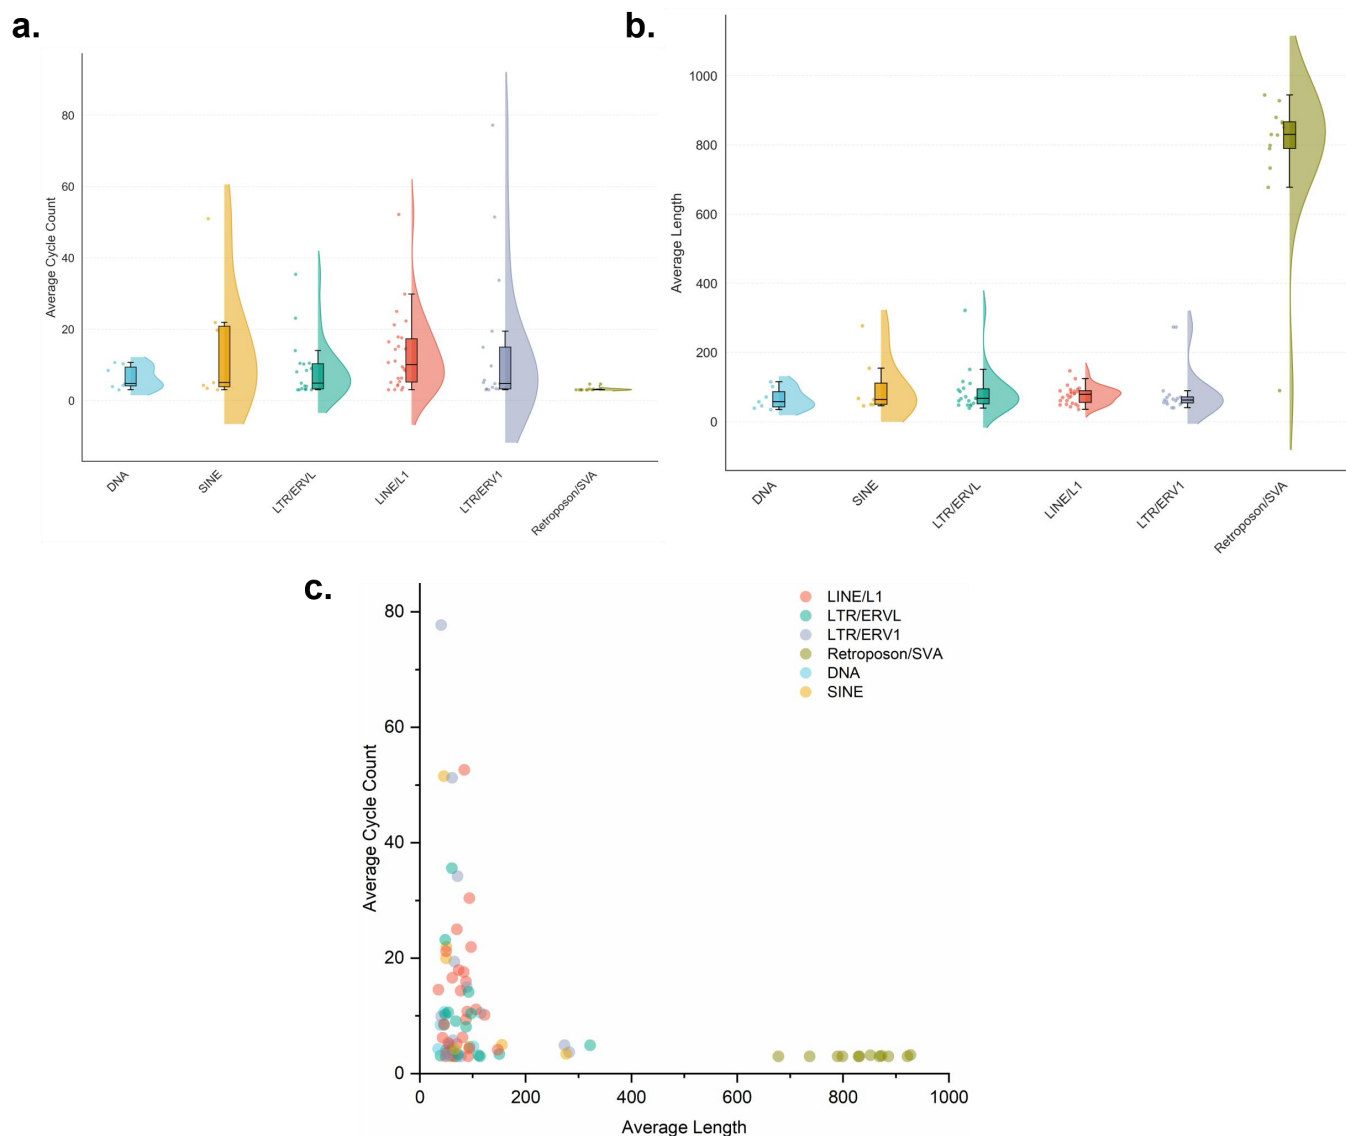 a.
Average Cycle Count
80
60
40
20
0
DNA
SINE
LTR/ERVL
LINE/L1
LTR/ERV1
Retroposon/SVA
b.
Average Length
1000
800
600
400
200
0
DNA
SINE
LTR/ERVL
LINE/L1
LTR/ERV1
Retroposon/SVA
c.
Average Cycle Count
80
60
40
20
0
0 200 400 600 800 1000
Average Length
LINE/L1
LTR/ERVL
LTR/ERV1
Retroposon/SVA
DNA
SINE